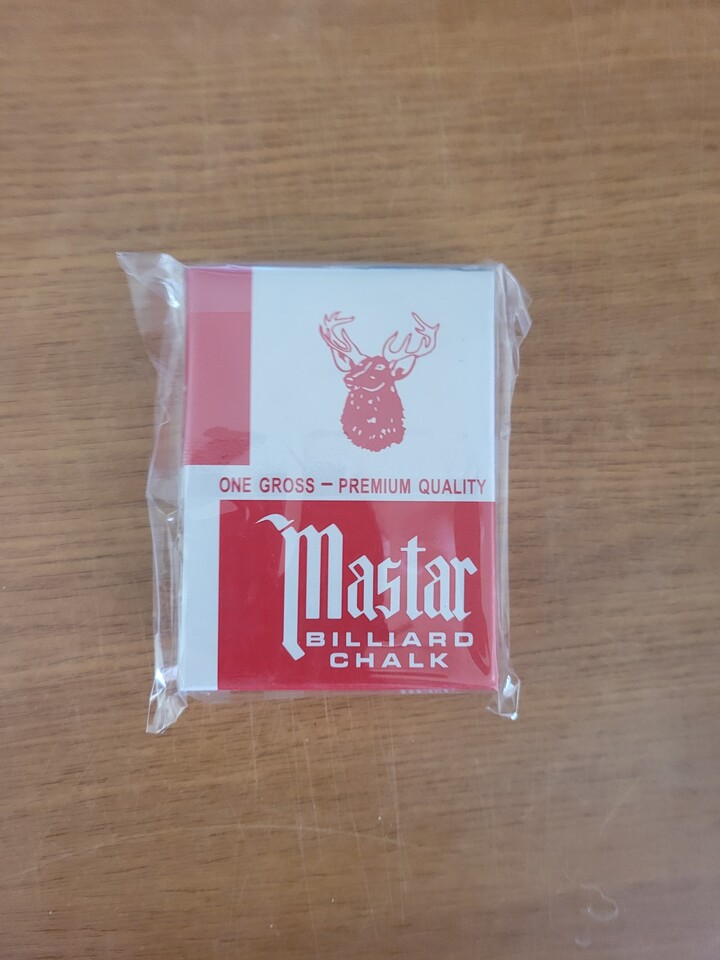 ONE GROSS – PREMIUM QUALITY
Mastar
BILLIARD
CHALK